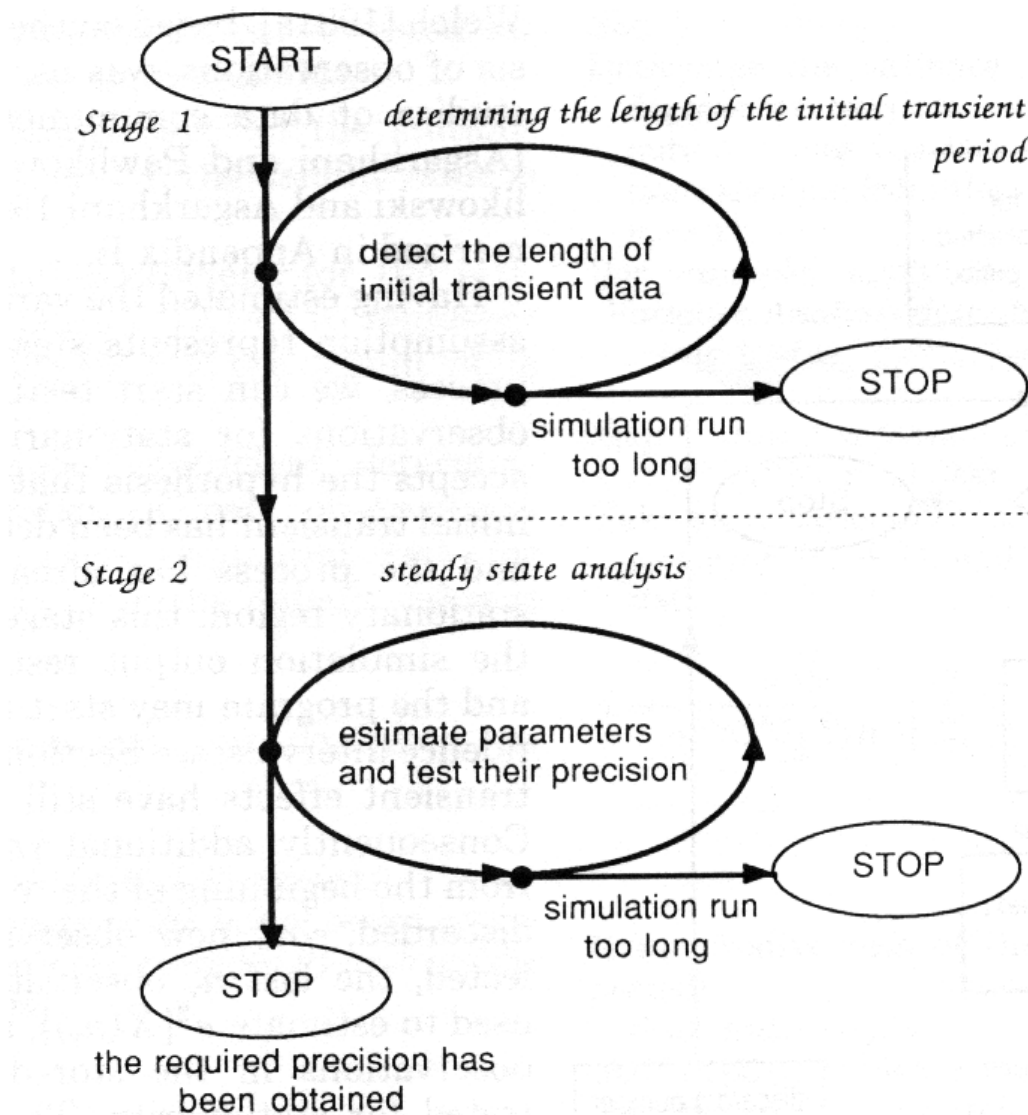 START
Stage 1
determining the length of the initial transient
period
detect the length of
initial transient data
STOP
simulation run
too long
Stage 2
steady state analysis
estimate parameters
and test their precision
STOP
simulation run
too long
STOP
the required precision has
been obtained